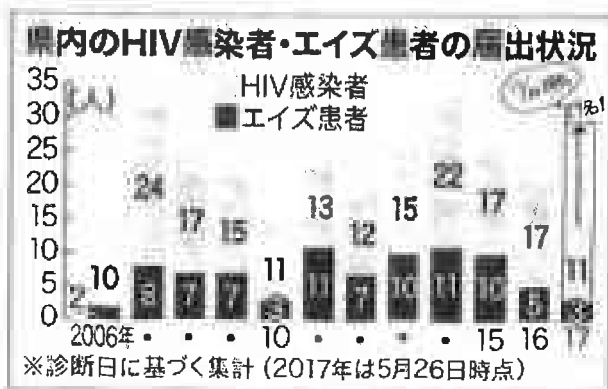 県内のHIV感染者・エイズ患者の届出状況
35
(人)
30
25
20
15
10
5
0
HIV感染者
エイズ患者
24 17 15 11 13 12 15 22 17 17 11
2 10 8 7 7 3 11 7 10 11 10 5 3
2006年 ・ ・ ・ 10 ・ ・ ・ ・ 15 16 17
※診断日に基づく集計(2017年は5月26日時点)